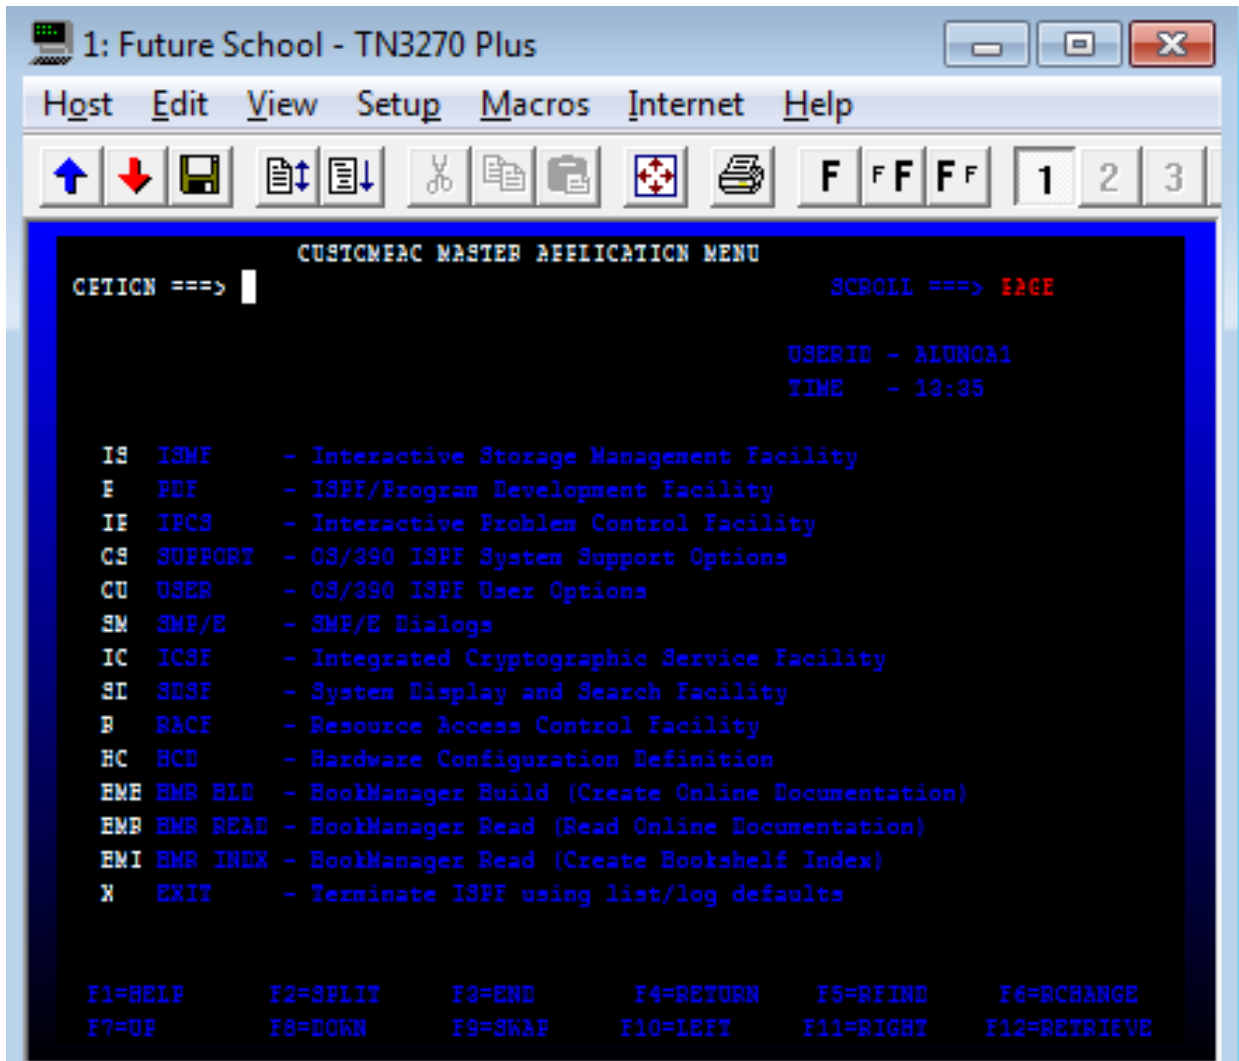 1: Future School - TN3270 Plus
Host Edit View Setup Macros Internet Help
F F F F F 1 2 3
CUSTOMPAC MASTER APPLICATION MENU
OPTION ===> SCROLL ===> PAGE
USERID - ALUNOA1
TIME - 13:35
IS ISMF - Interactive Storage Management Facility
P PDF - ISPF/Program Development Facility
IP IPCS - Interactive Problem Control Facility
OS SUPPORT - OS/390 ISPF System Support Options
OU USER - OS/390 ISPF User Options
SM SMP/E - SMP/E Dialogs
IC ICSF - Integrated Cryptographic Service Facility
SD SDSF - System Display and Search Facility
R RACF - Resource Access Control Facility
HC HCD - Hardware Configuration Definition
BMB BMR BLD - BookManager Build (Create Online Documentation)
BMR BMR READ - BookManager Read (Read Online Documentation)
BMI BMR INDX - BookManager Read (Create Bookshelf Index)
X EXIT - Terminate ISPF using list/log defaults
F1=HELP F2=SPLIT F3=END F4=RETURN F5=RFIND F6=RCHANGE
F7=UP F8=DOWN F9=SWAP F10=LEFT F11=RIGHT F12=RETRIEVE